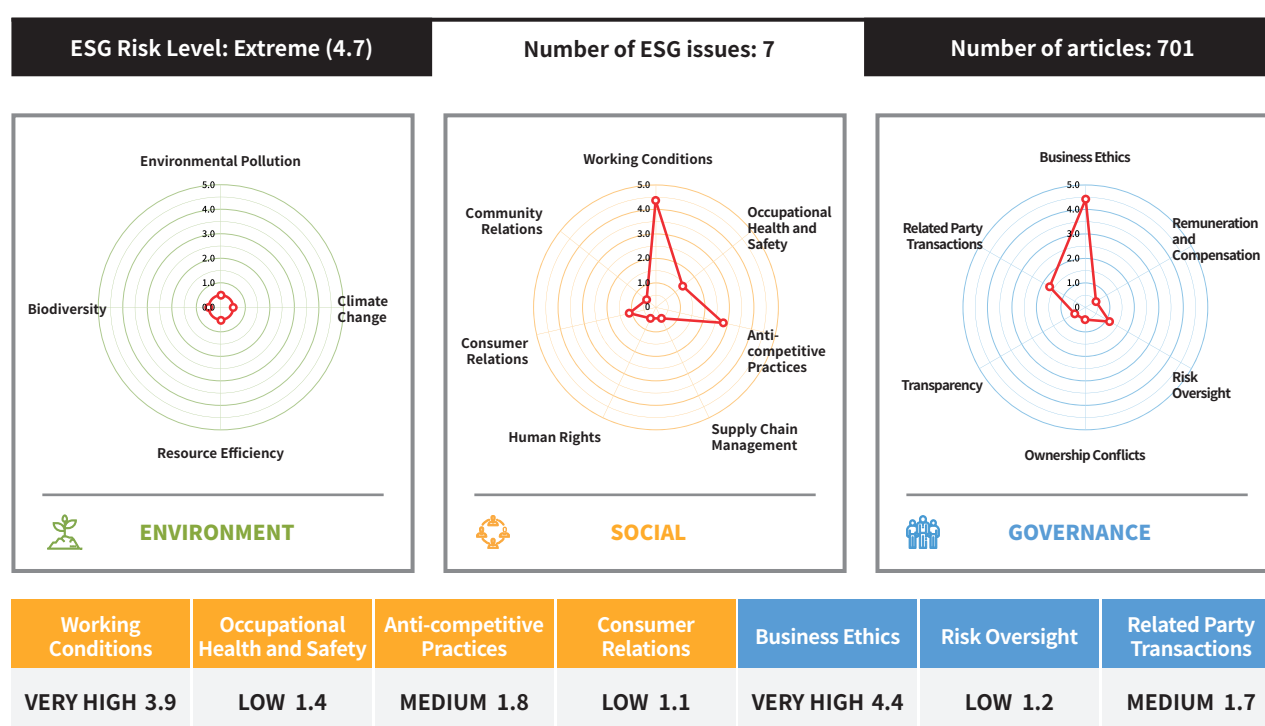 ESG Risk Level: Extreme (4.7)
Number of ESG issues: 7
Number of articles: 701
Environmental Pollution
5.0
4.0
3.0
2.0
1.0
0.0
Biodiversity
Climate
Change
Resource Efficiency
ENVIRONMENT
Working Conditions
5.0
4.0
3.0
2.0
1.0
0
Community
Relations
Occupational
Health and
Safety
Anti-
competitive
Practices
Consumer
Relations
Human Rights
Supply Chain
Management
SOCIAL
Business Ethics
5.0
4.0
3.0
2.0
1.0
0
Related Party
Transactions
Remuneration
and
Compensation
Risk
Oversight
Transparency
Ownership Conflicts
GOVERNANCE
Working
Conditions
VERY HIGH 3.9
Occupational
Health and Safety
LOW 1.4
Anti-competitive
Practices
MEDIUM 1.8
Consumer
Relations
LOW 1.1
Business Ethics
VERY HIGH 4.4
Risk Oversight
LOW 1.2
Related Party
Transactions
MEDIUM 1.7